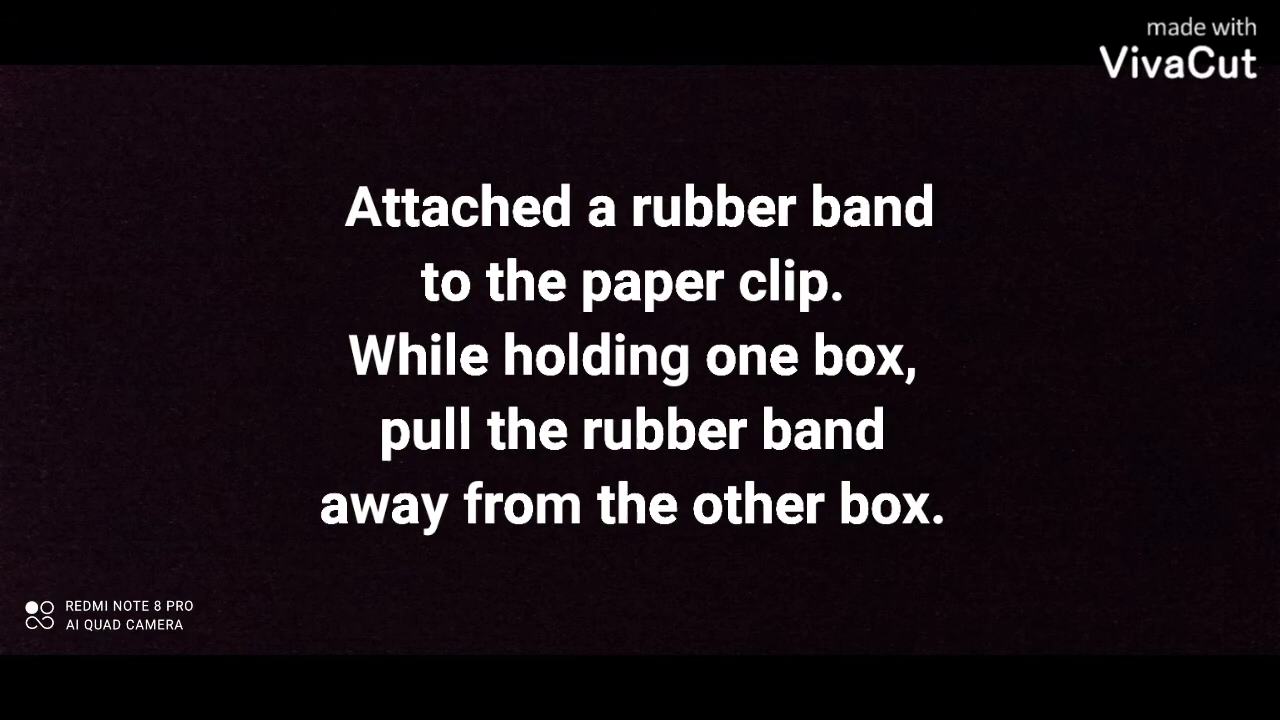 made with
VivaCut
Attached a rubber band
to the paper clip.
While holding one box,
pull the rubber band
away from the other box.
REDMI NOTE 8 PRO
AI QUAD CAMERA